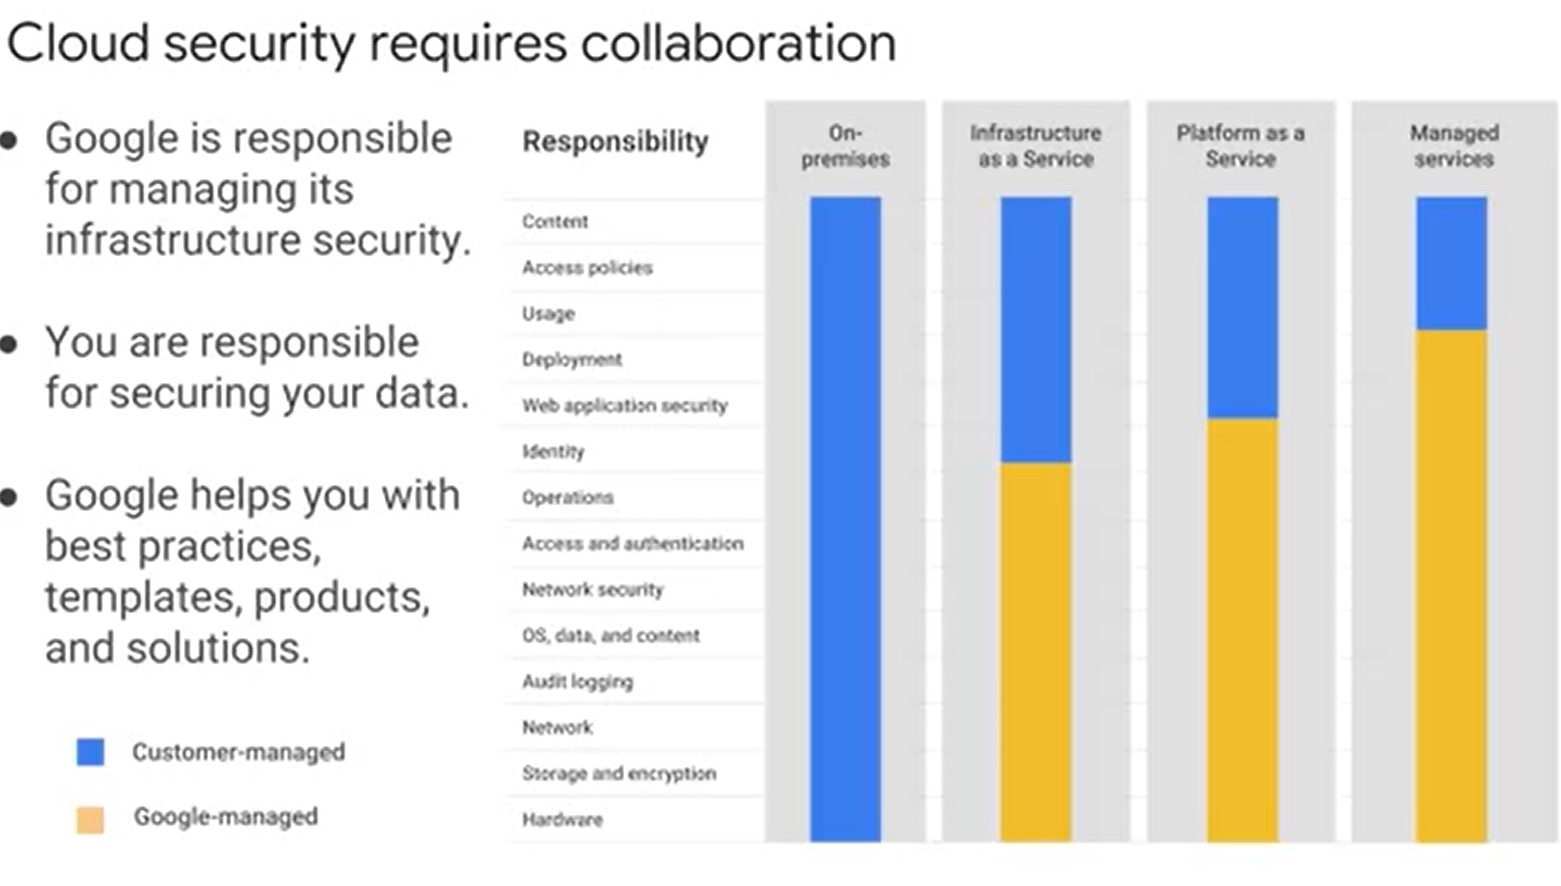 Cloud security requires collaboration
● Google is responsible
for managing its
infrastructure security.
● You are responsible
for securing your data.
● Google helps you with
best practices,
templates, products,
and solutions.
Customer-managed
Google-managed
Responsibility
On-
premises
Infrastructure
as a Service
Platform as a
Service
Managed
services
Content
Access policies
Usage
Deployment
Web application security
Identity
Operations
Access and authentication
Network security
OS, data, and content
Audit logging
Network
Storage and encryption
Hardware